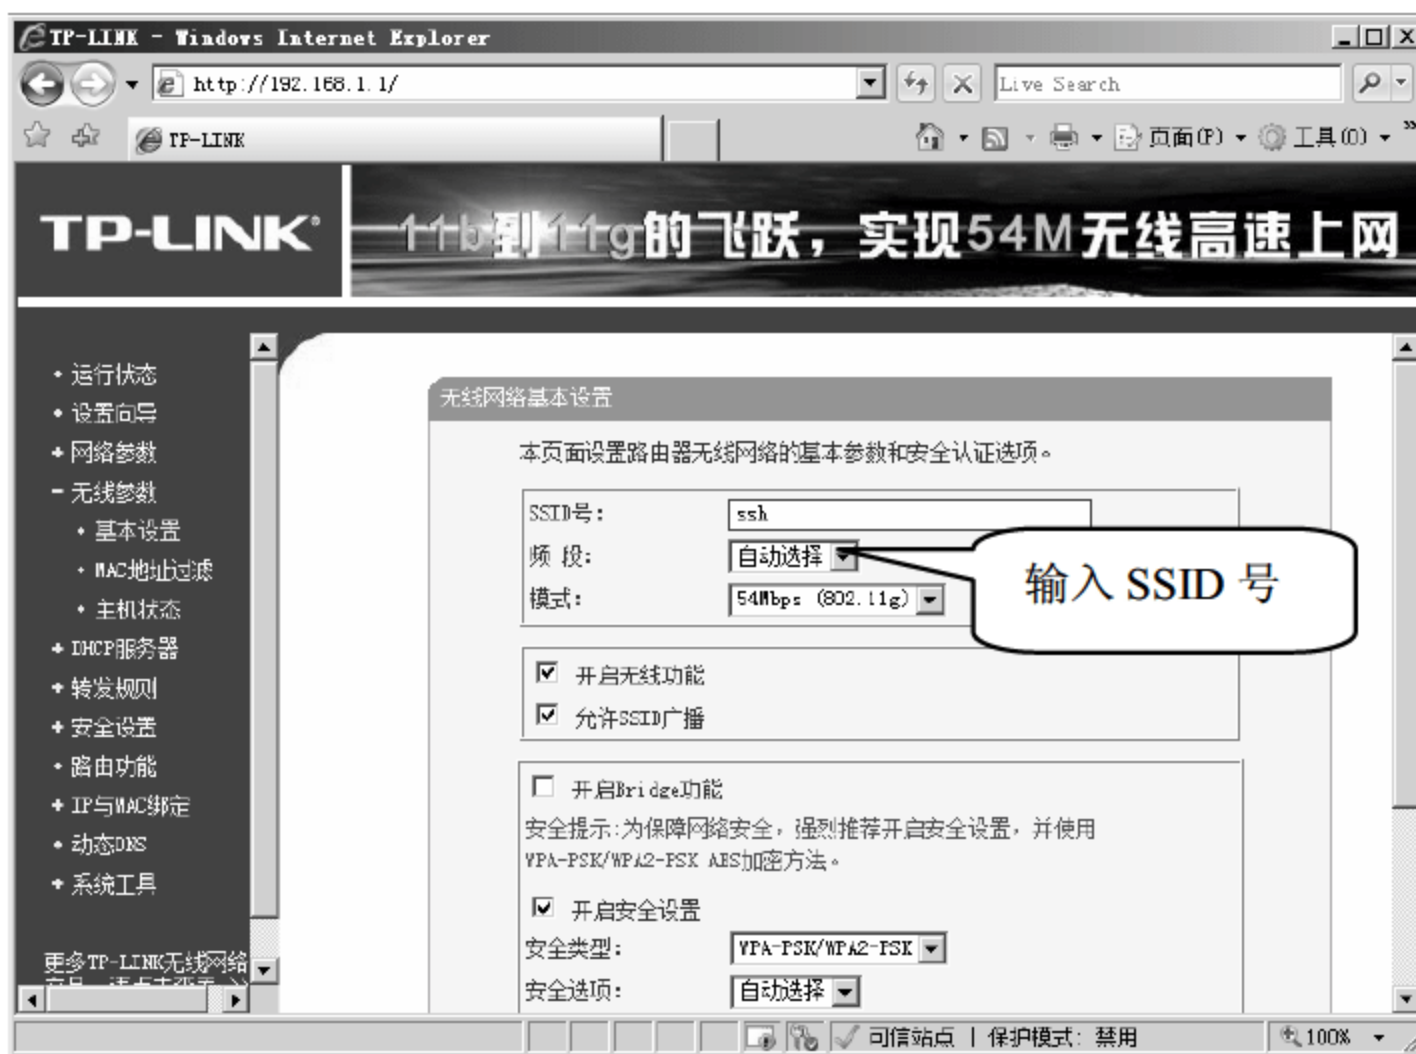 TP-LINK - Windows Internet Explorer
http://192.168.1.1/
Live Search
TP-LINK
页面(P)
工具(O)
»
TP-LINK®
11b到11g的飞跃，实现54M无线高速上网
运行状态
设置向导
+ 网络参数
- 无线参数
基本设置
MAC地址过滤
主机状态
+ DHCP服务器
+ 转发规则
+ 安全设置
路由功能
+ IP与MAC绑定
动态DNS
+ 系统工具
更多TP-LINK无线网络
无线网络基本设置
本页面设置路由器无线网络的基本参数和安全认证选项。
SSID号： ssh
频 段： 自动选择
模式： 54Mbps (802.11g)
输入 SSID 号
开启无线功能
允许SSID广播
开启Bridge功能
安全提示:为保障网络安全，强烈推荐开启安全设置，并使用
WPA-PSK/WPA2-PSK AES加密方法。
开启安全设置
安全类型： WPA-PSK/WPA2-PSK
安全选项： 自动选择
可信站点 | 保护模式: 禁用
100%